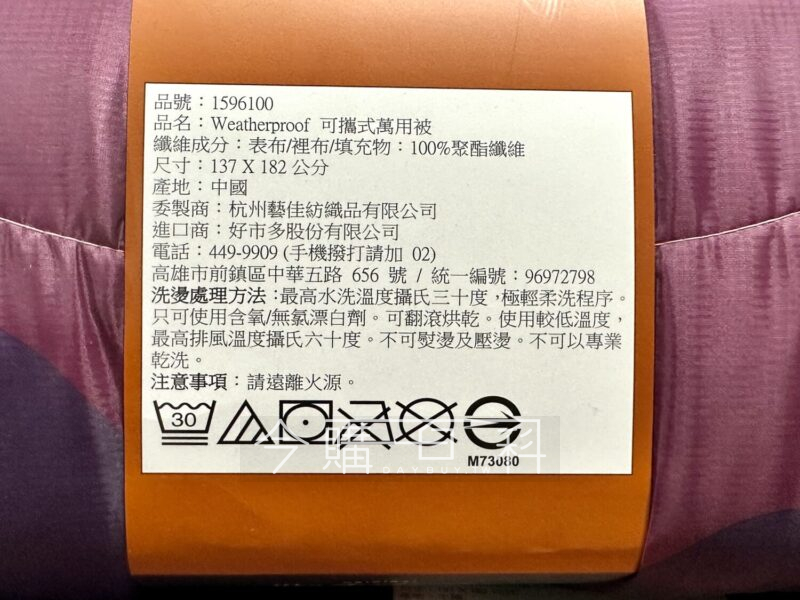 品號：1596100
品名：Weatherproof 可攜式萬用被
纖維成分：表布/裡布/填充物：100%聚酯纖維
尺寸：137 X 182 公分
產地：中國
委製商：杭州藝佳紡織品有限公司
進口商：好市多股份有限公司
電話：449-9909 (手機撥打請加 02)
高雄市前鎮區中華五路 656 號 / 統一編號：96972798
洗燙處理方法：最高水洗溫度攝氏三十度，極輕柔洗程序。
只可使用含氧/無氯漂白劑。可翻滾烘乾。使用較低溫度，
最高排風溫度攝氏六十度。不可熨燙及壓燙。不可以專業
乾洗。
注意事項：請遠離火源。
30
M73080
今購百科
DAYBUY